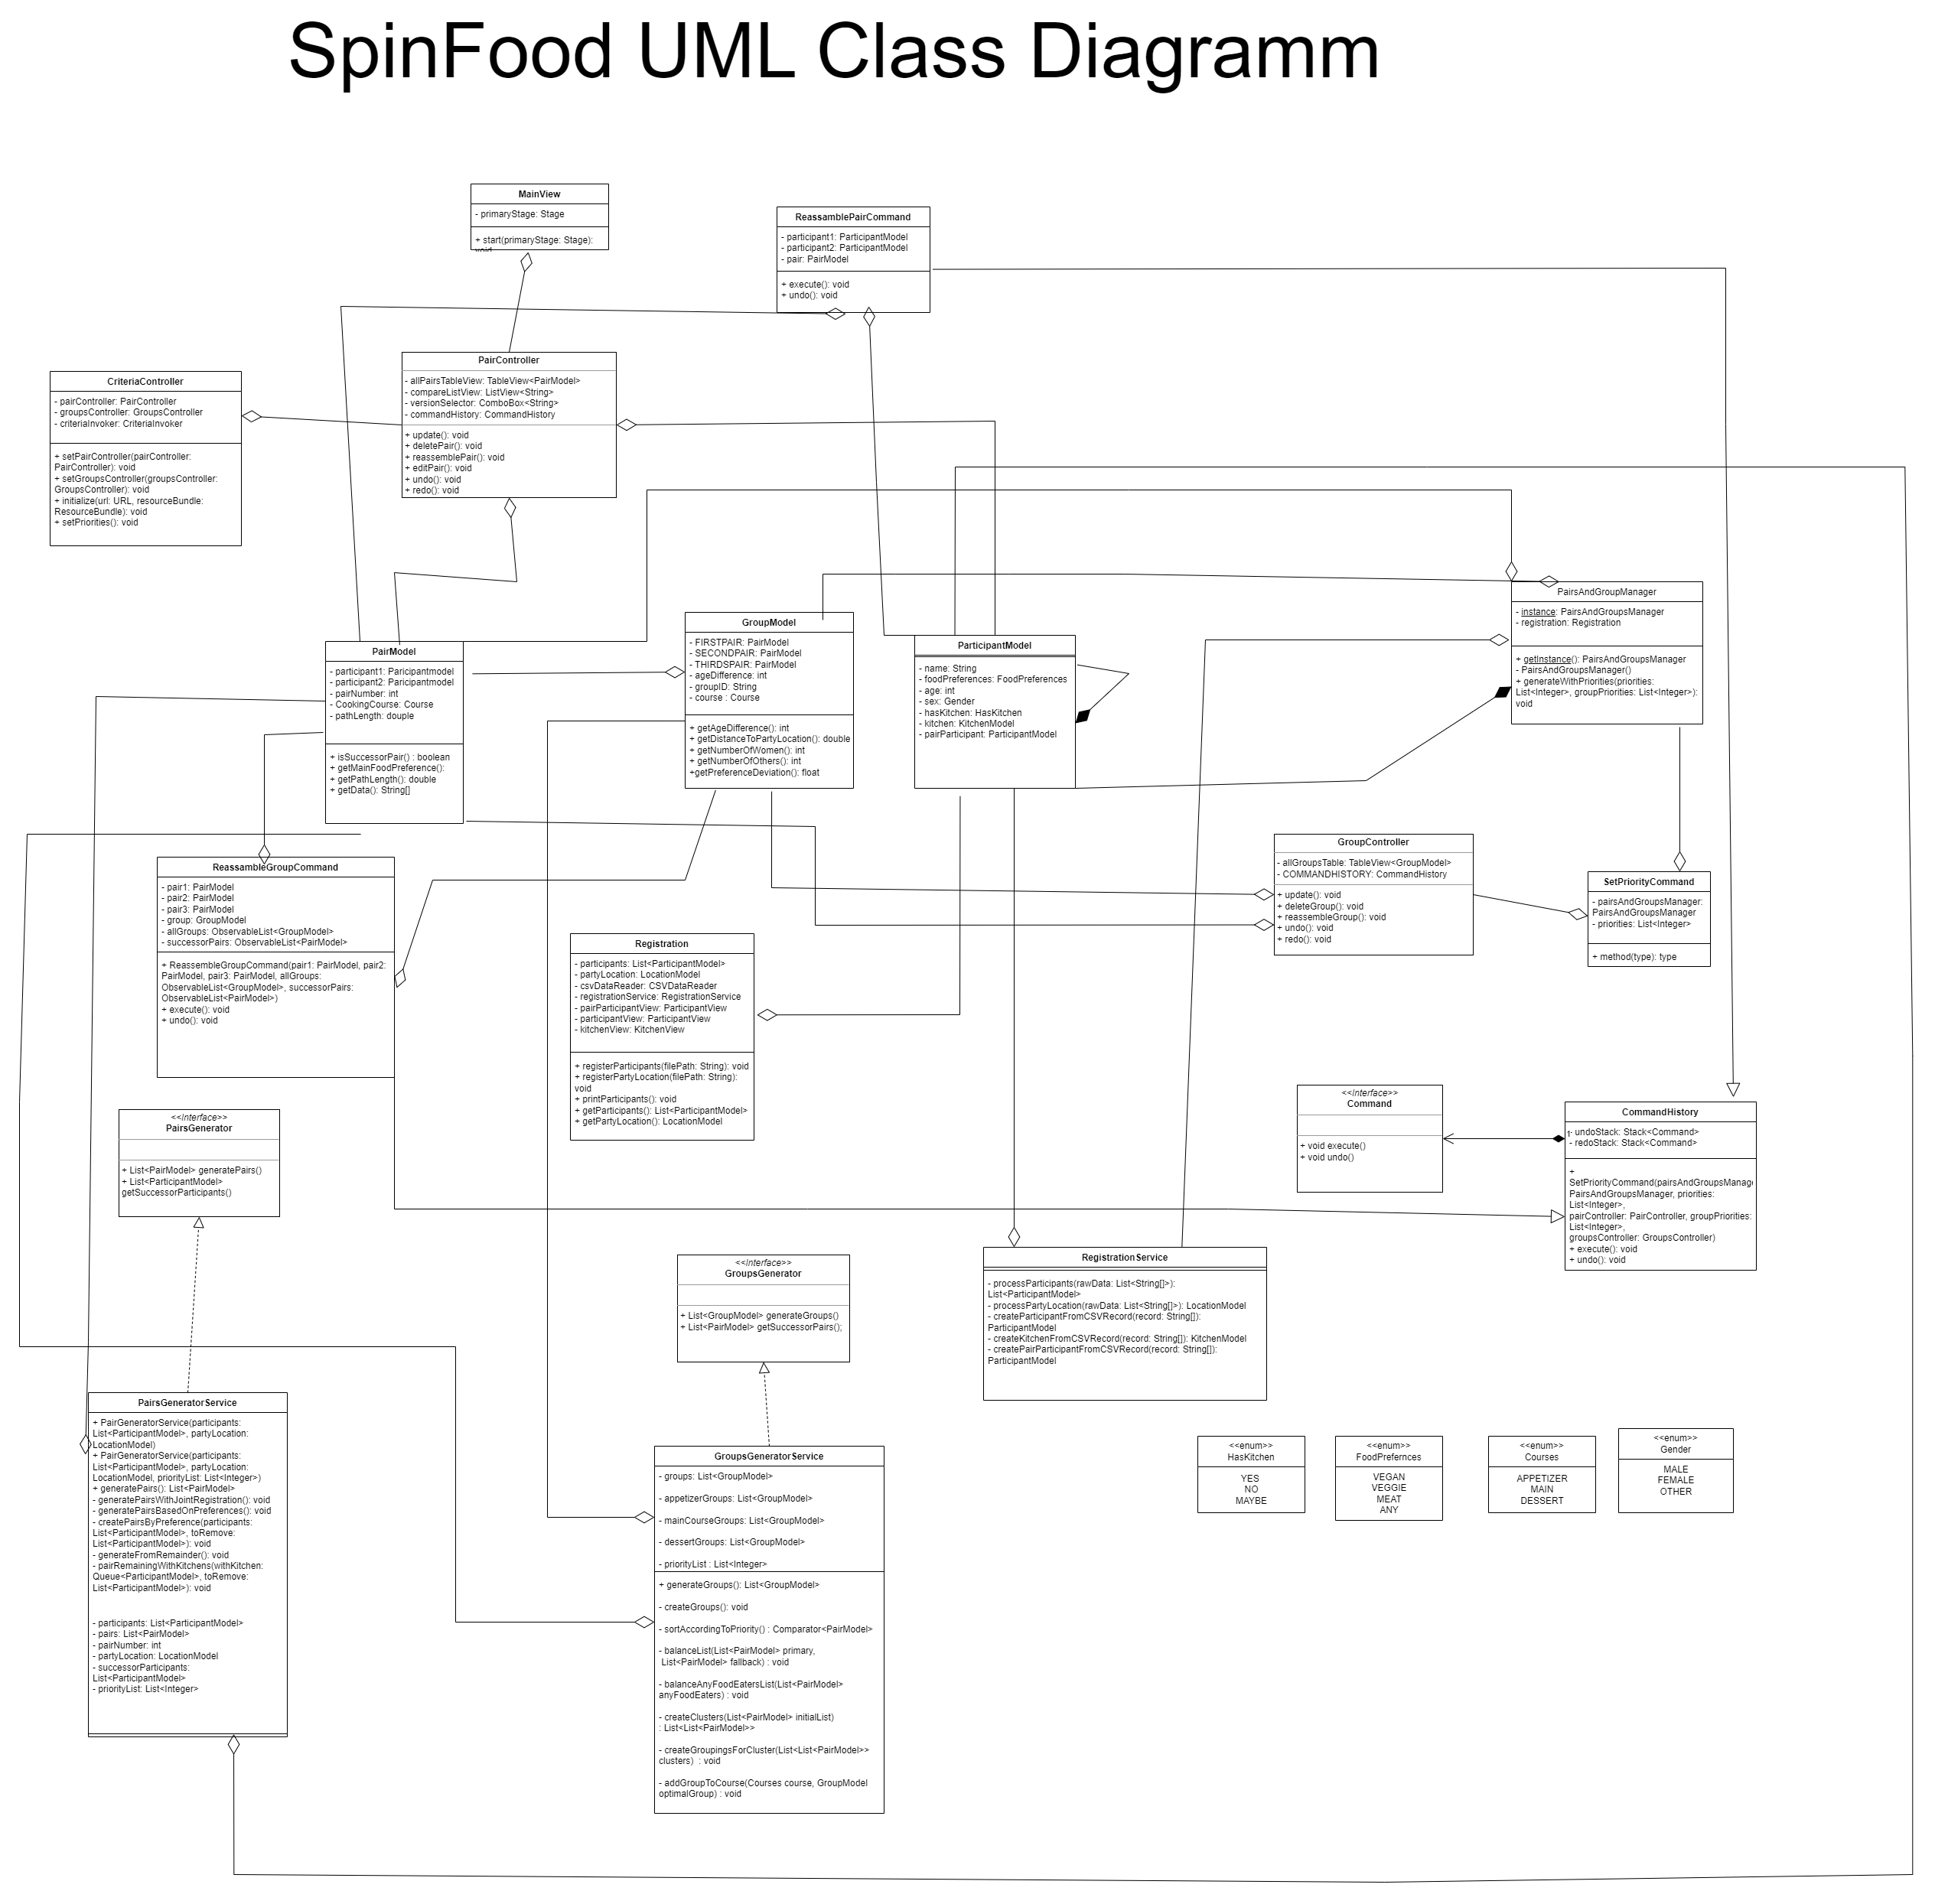 SpinFood UML Class Diagramm
MainView
- primaryStage: Stage
+ start(primaryStage: Stage):
void
ReassamblePairCommand
- participant1: ParticipantModel
- participant2: ParticipantModel
- pair: PairModel
+ execute(): void
+ undo(): void
CriteriaController
- pairController: PairController
- groupsController: GroupsController
- criteriaInvoker: CriteriaInvoker
+ setPairController(pairController:
PairController): void
+ setGroupsController(groupsController:
GroupsController): void
+ initialize(url: URL, resourceBundle:
ResourceBundle): void
+ setPriorities(): void
PairController
- allPairsTableView: TableView<PairModel>
- compareListView: ListView<String>
- versionSelector: ComboBox<String>
- commandHistory: CommandHistory
+ update(): void
+ deletePair(): void
+ reassemblePair(): void
+ editPair(): void
+ undo(): void
+ redo(): void
PairModel
- participant1: Paricipantmodel
- participant2: Paricipantmodel
- pairNumber: int
- CookingCourse: Course
- pathLength: douple
+ isSuccessorPair() : boolean
+ getMainFoodPreference():
+ getPathLength(): double
+ getData(): String[]
GroupModel
- FIRSTPAIR: PairModel
- SECONDPAIR: PairModel
- THIRDSPAIR: PairModel
- ageDifference: int
- groupID: String
- course : Course
+ getAgeDifference(): int
+ getDistanceToPartyLocation(): double
+ getNumberOfWomen(): int
+ getNumberOfOthers(): int
+getPreferenceDeviation(): float
ParticipantModel
- name: String
- foodPreferences: FoodPreferences
- age: int
- sex: Gender
- hasKitchen: HasKitchen
- kitchen: KitchenModel
- pairParticipant: ParticipantModel
PairsAndGroupManager
- instance: PairsAndGroupsManager
- registration: Registration
+ getInstance(): PairsAndGroupsManager
- PairsAndGroupsManager()
+ generateWithPriorities(priorities:
List<Integer>, groupPriorities: List<Integer>):
void
ReassambleGroupCommand
- pair1: PairModel
- pair2: PairModel
- pair3: PairModel
- group: GroupModel
- allGroups: ObservableList<GroupModel>
- successorPairs: ObservableList<PairModel>
+ ReassembleGroupCommand(pair1: PairModel, pair2:
PairModel, pair3: PairModel, allGroups:
ObservableList<GroupModel>, successorPairs:
ObservableList<PairModel>)
+ execute(): void
+ undo(): void
GroupController
- allGroupsTable: TableView<GroupModel>
- COMMANDHISTORY: CommandHistory
+ update(): void
+ deleteGroup(): void
+ reassembleGroup(): void
+ undo(): void
+ redo(): void
SetPriorityCommand
- pairsAndGroupsManager:
PairsAndGroupsManager
- priorities: List<Integer>
+ method(type): type
Registration
- participants: List<ParticipantModel>
- partyLocation: LocationModel
- csvDataReader: CSVDataReader
- registrationService: RegistrationService
- pairParticipantView: ParticipantView
- participantView: ParticipantView
- kitchenView: KitchenView
+ registerParticipants(filePath: String): void
+ registerPartyLocation(filePath: String):
void
+ printParticipants(): void
+ getParticipants(): List<ParticipantModel>
+ getPartyLocation(): LocationModel
<<Interface>>
PairsGenerator
+ List<PairModel> generatePairs()
+ List<ParticipantModel>
getSuccessorParticipants()
<<Interface>>
Command
+ void execute()
+ void undo()
CommandHistory
1
- undoStack: Stack<Command>
- redoStack: Stack<Command>
+
SetPriorityCommand(pairsAndGroupsManag
PairsAndGroupsManager, priorities:
List<Integer>,
pairController: PairController, groupPriorities:
List<Integer>,
groupsController: GroupsController)
+ execute(): void
+ undo(): void
<<Interface>>
GroupsGenerator
+ List<GroupModel> generateGroups()
+ List<PairModel> getSuccessorPairs();
RegistrationService
- processParticipants(rawData: List<String[]>):
List<ParticipantModel>
- processPartyLocation(rawData: List<String[]>): LocationModel
- createParticipantFromCSVRecord(record: String[]):
ParticipantModel
- createKitchenFromCSVRecord(record: String[]): KitchenModel
- createPairParticipantFromCSVRecord(record: String[]):
ParticipantModel
PairsGeneratorService
+ PairGeneratorService(participants:
List<ParticipantModel>, partyLocation:
LocationModel)
+ PairGeneratorService(participants:
List<ParticipantModel>, partyLocation:
LocationModel, priorityList: List<Integer>)
+ generatePairs(): List<PairModel>
- generatePairsWithJointRegistration(): void
- generatePairsBasedOnPreferences(): void
- createPairsByPreference(participants:
List<ParticipantModel>, toRemove:
List<ParticipantModel>): void
- generateFromRemainder(): void
- pairRemainingWithKitchens(withKitchen:
Queue<ParticipantModel>, toRemove:
List<ParticipantModel>): void
- participants: List<ParticipantModel>
- pairs: List<PairModel>
- pairNumber: int
- partyLocation: LocationModel
- successorParticipants:
List<ParticipantModel>
- priorityList: List<Integer>
GroupsGeneratorService
- groups: List<GroupModel>
- appetizerGroups: List<GroupModel>
- mainCourseGroups: List<GroupModel>
- dessertGroups: List<GroupModel>
- priorityList : List<Integer>
+ generateGroups(): List<GroupModel>
- createGroups(): void
- sortAccordingToPriority() : Comparator<PairModel>
- balanceList(List<PairModel> primary,
List<PairModel> fallback) : void
- balanceAnyFoodEatersList(List<PairModel>
anyFoodEaters) : void
- createClusters(List<PairModel> initialList)
: List<List<PairModel>>
- createGroupingsForCluster(List<List<PairModel>>
clusters) : void
- addGroupToCourse(Courses course, GroupModel
optimalGroup) : void
<<enum>>
HasKitchen
YES
NO
MAYBE
<<enum>>
FoodPrefernces
VEGAN
VEGGIE
MEAT
ANY
<<enum>>
Courses
APPETIZER
MAIN
DESSERT
<<enum>>
Gender
MALE
FEMALE
OTHER